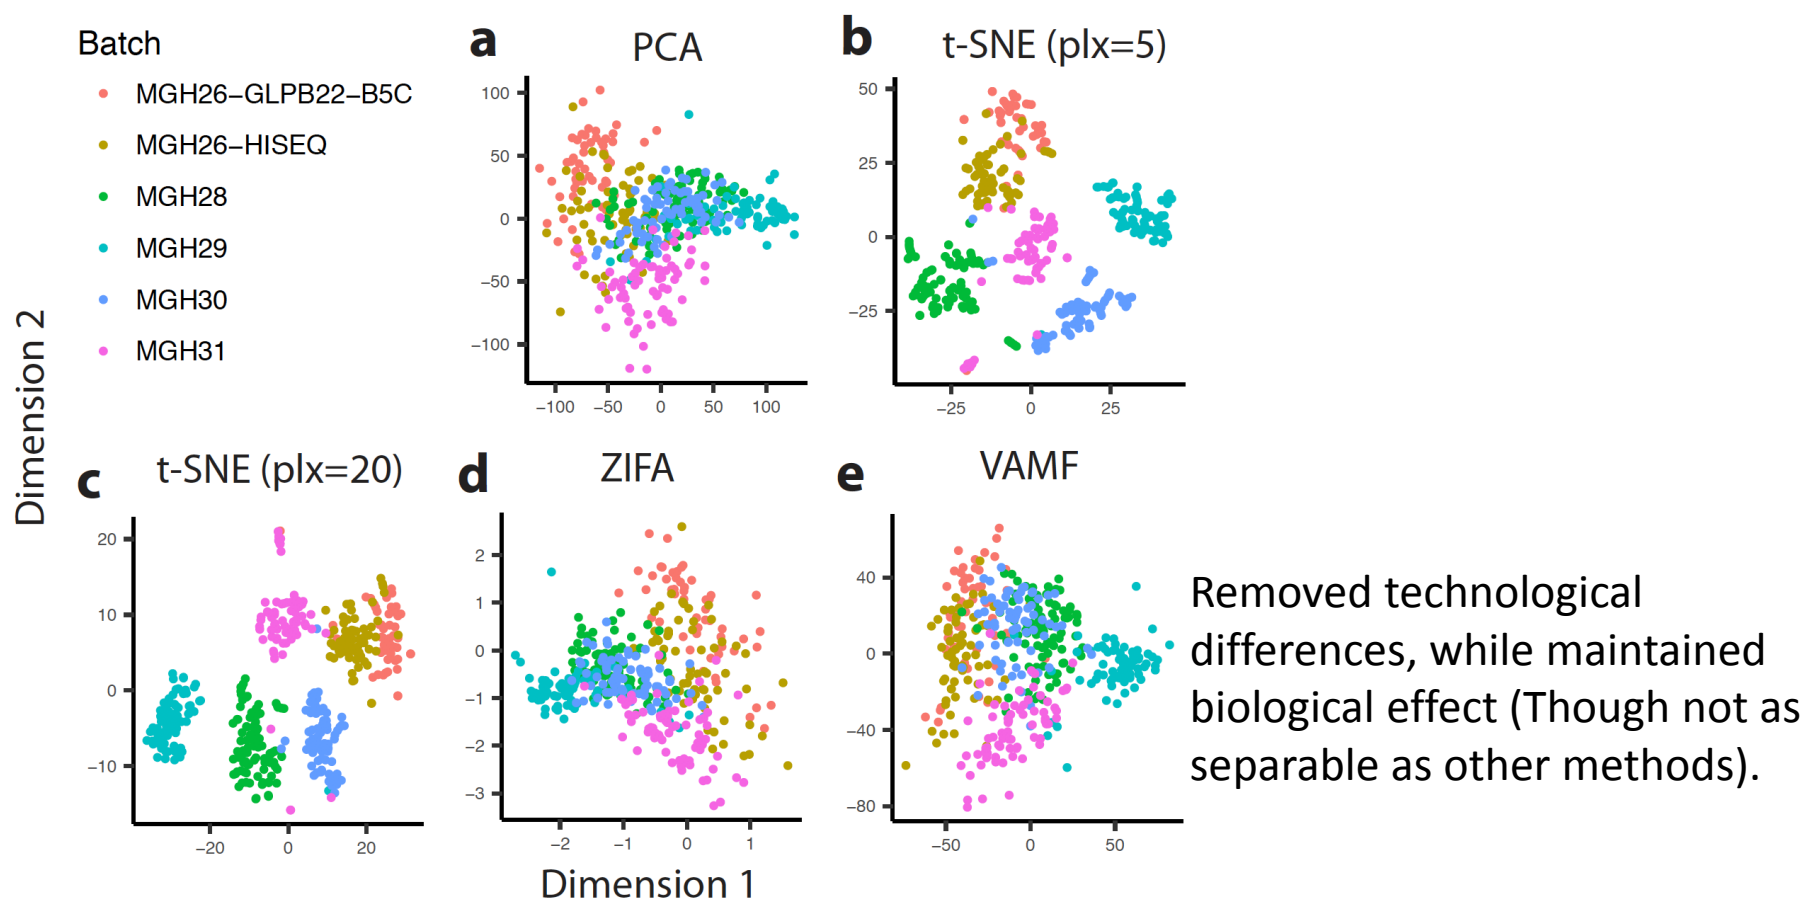 Batch
MGH26−GLPB22−B5C
MGH26−HISEQ
MGH28
MGH29
MGH30
MGH31
Dimension 2
a
PCA
100
50
0
−50
−100
−100 −50 0 50 100
b
t-SNE (plx=5)
50
25
0
−25
−25 0 25
c
t-SNE (plx=20)
20
10
0
−10
−20 0 20
d
ZIFA
2
1
0
−1
−2
−3
−2 −1 0 1
Dimension 1
e
VAMF
40
0
−40
−80
−50 0 50
Removed technological
differences, while maintained
biological effect (Though not as
separable as other methods).